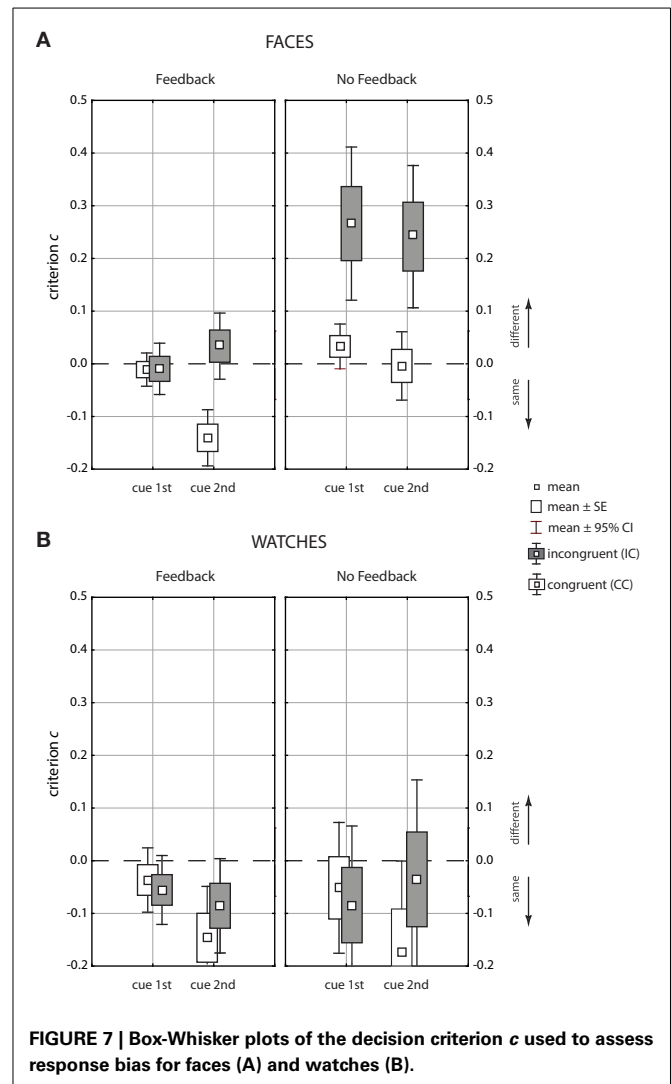 A
FACES
Feedback No Feedback
0.5 0.5
0.4 0.4
0.3 0.3
0.2 0.2
0.1 0.1
0.0 0.0
-0.1 -0.1
-0.2 -0.2
criterion c
different
same
cue 1st cue 2nd cue 1st cue 2nd
mean
mean ± SE
mean ± 95% CI
incongruent (IC)
congruent (CC)
B
WATCHES
Feedback No Feedback
0.5 0.5
0.4 0.4
0.3 0.3
0.2 0.2
0.1 0.1
0.0 0.0
-0.1 -0.1
-0.2 -0.2
criterion c
different
same
cue 1st cue 2nd cue 1st cue 2nd
FIGURE 7 | Box-Whisker plots of the decision criterion c used to assess
response bias for faces (A) and watches (B).